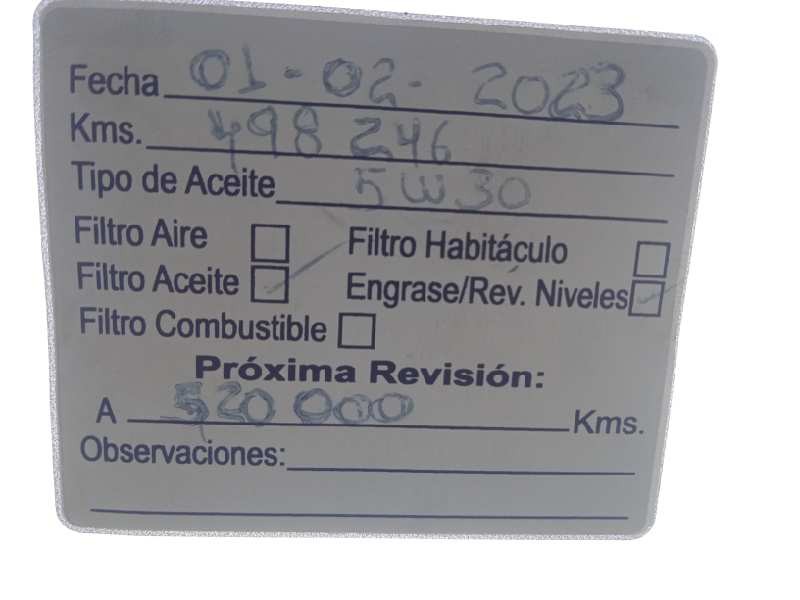 Fecha 01-02-2023
Kms. 498 246
Tipo de Aceite 5W30
Filtro Aire Filtro Habitáculo
Filtro Aceite Engrase/Rev. Niveles
Filtro Combustible
Próxima Revisión:
A 520 000 Kms.
Observaciones: